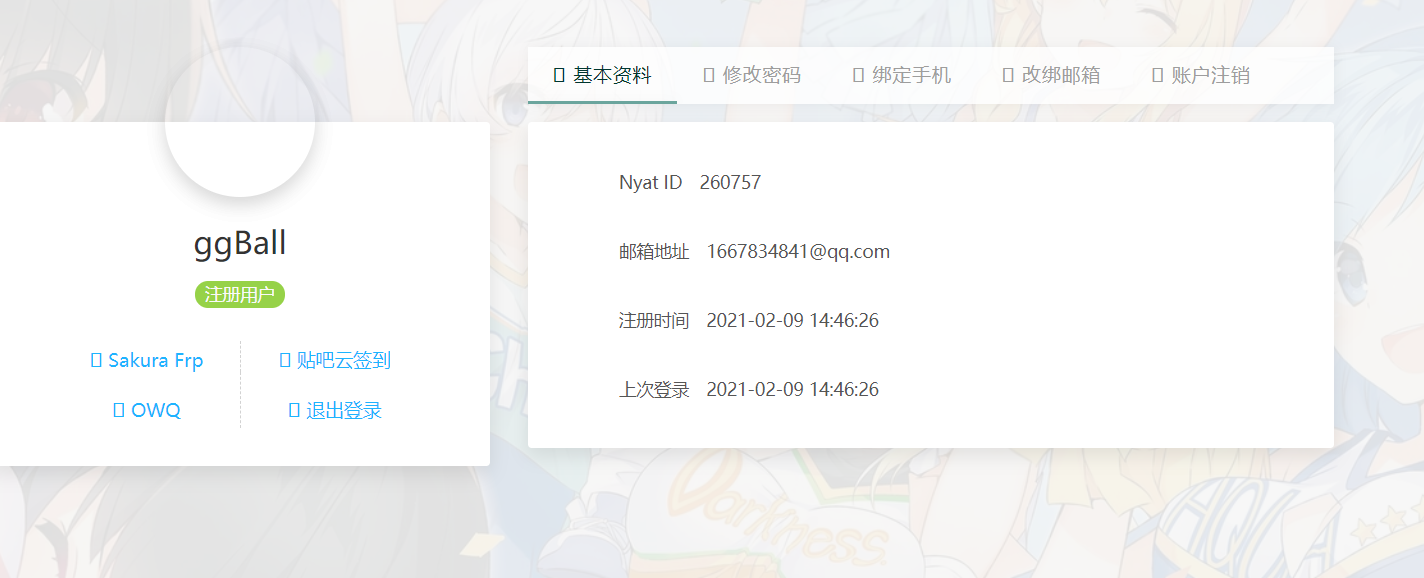 基本资料 修改密码 绑定手机 改绑邮箱 账户注销
ggBall
注册用户
Sakura Frp 贴吧云签到
OWQ 退出登录
Nyat ID 260757
邮箱地址 1667834841@qq.com
注册时间 2021-02-09 14:46:26
上次登录 2021-02-09 14:46:26
Darkness.
AQUA